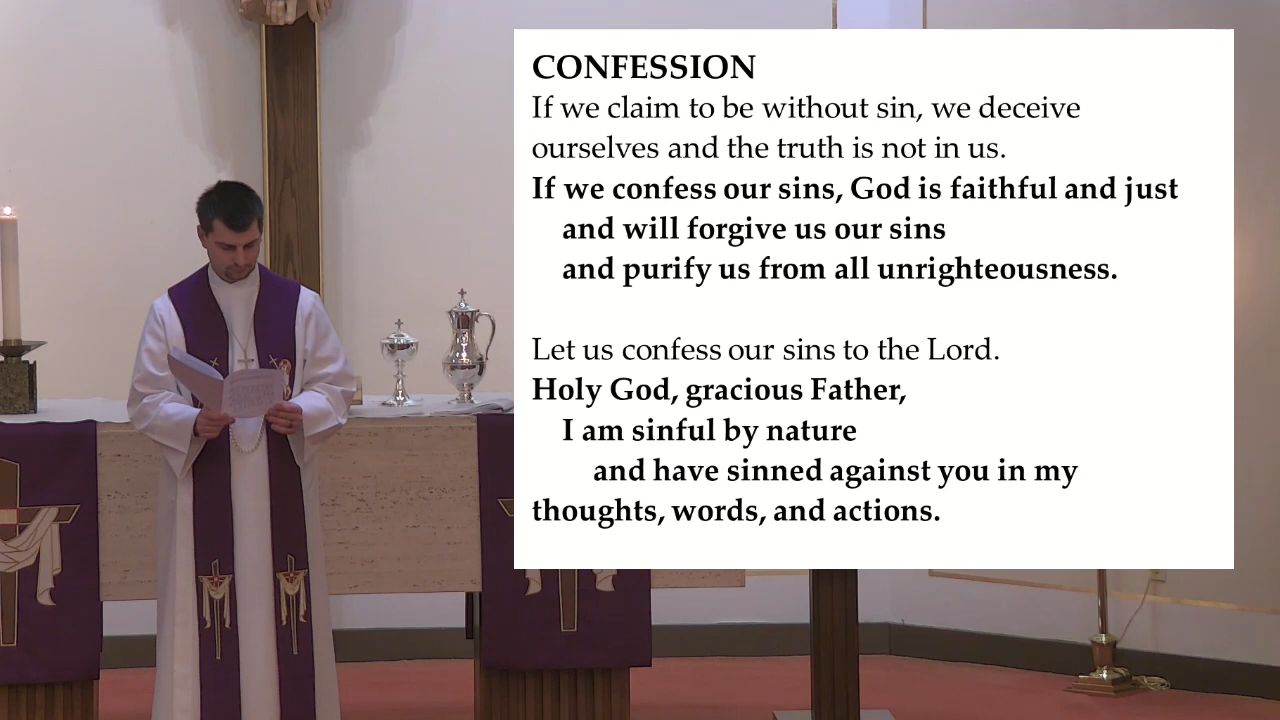 CONFESSION
If we claim to be without sin, we deceive
ourselves and the truth is not in us.
If we confess our sins, God is faithful and just
and will forgive us our sins
and purify us from all unrighteousness.
Let us confess our sins to the Lord.
Holy God, gracious Father,
I am sinful by nature
and have sinned against you in my
thoughts, words, and actions.